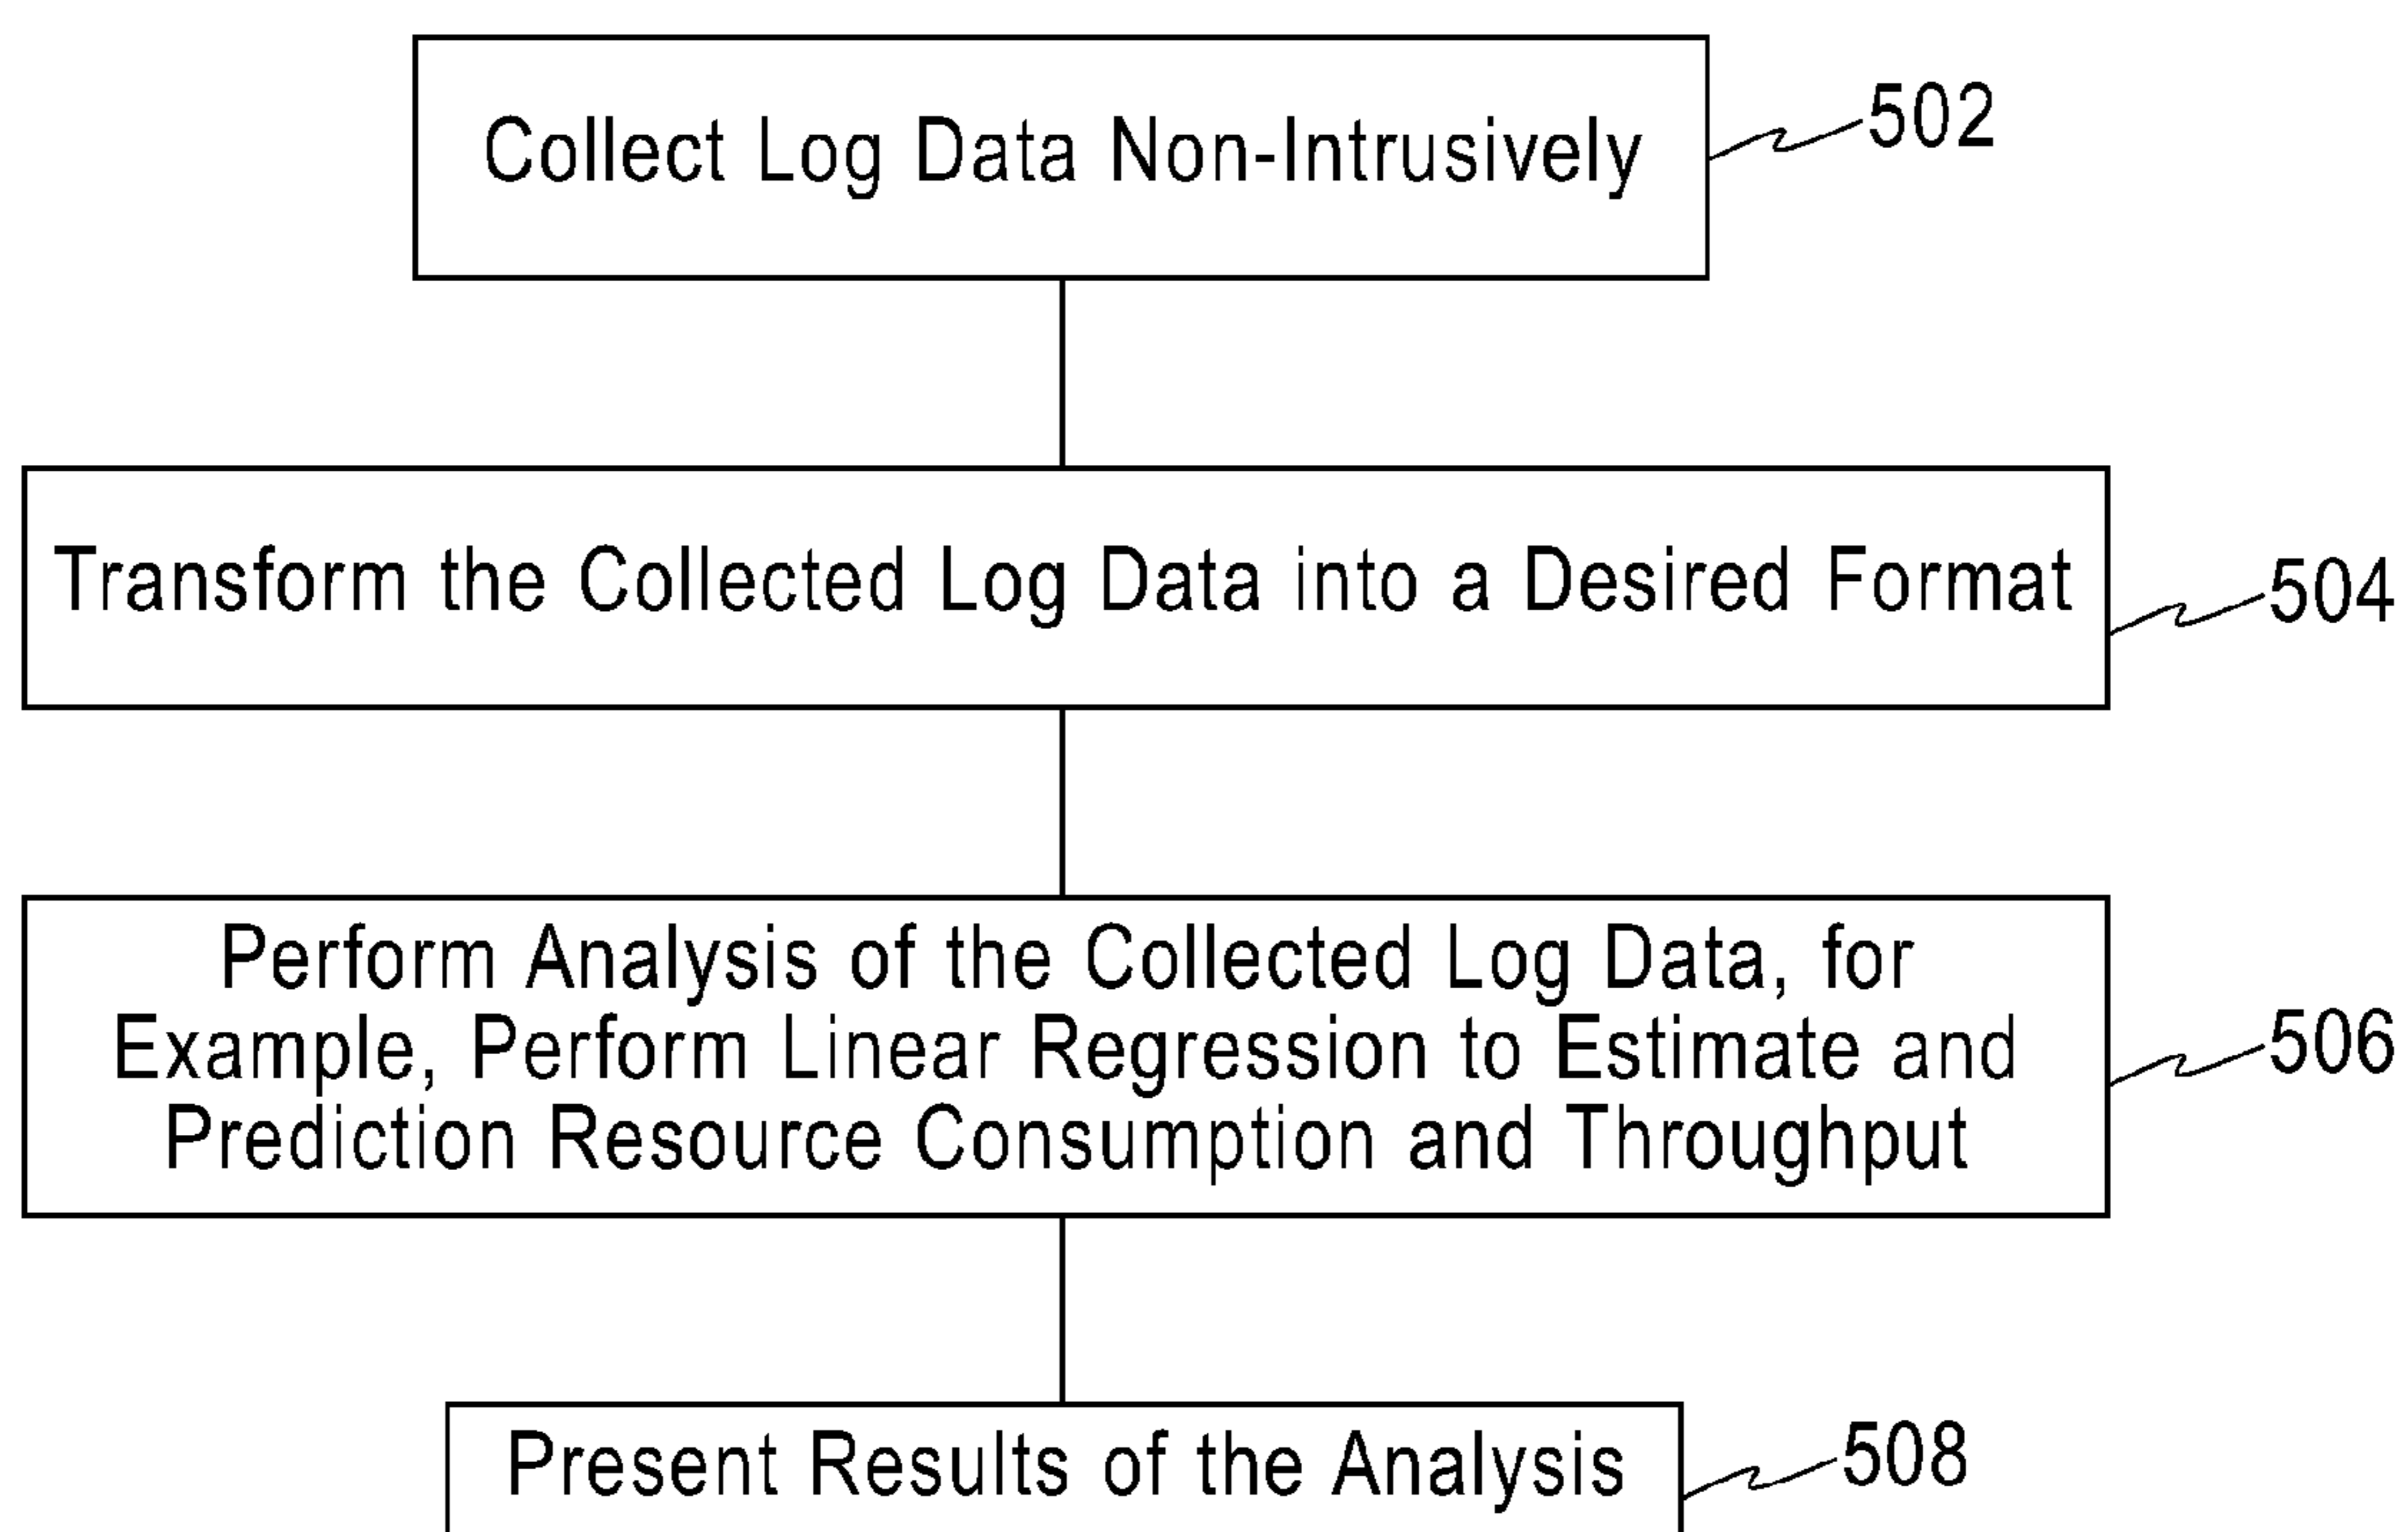 Collect Log Data Non-Intrusively
502
Transform the Collected Log Data into a Desired Format
504
Perform Analysis of the Collected Log Data, for
Example, Perform Linear Regression to Estimate and
Prediction Resource Consumption and Throughput
506
Present Results of the Analysis
508